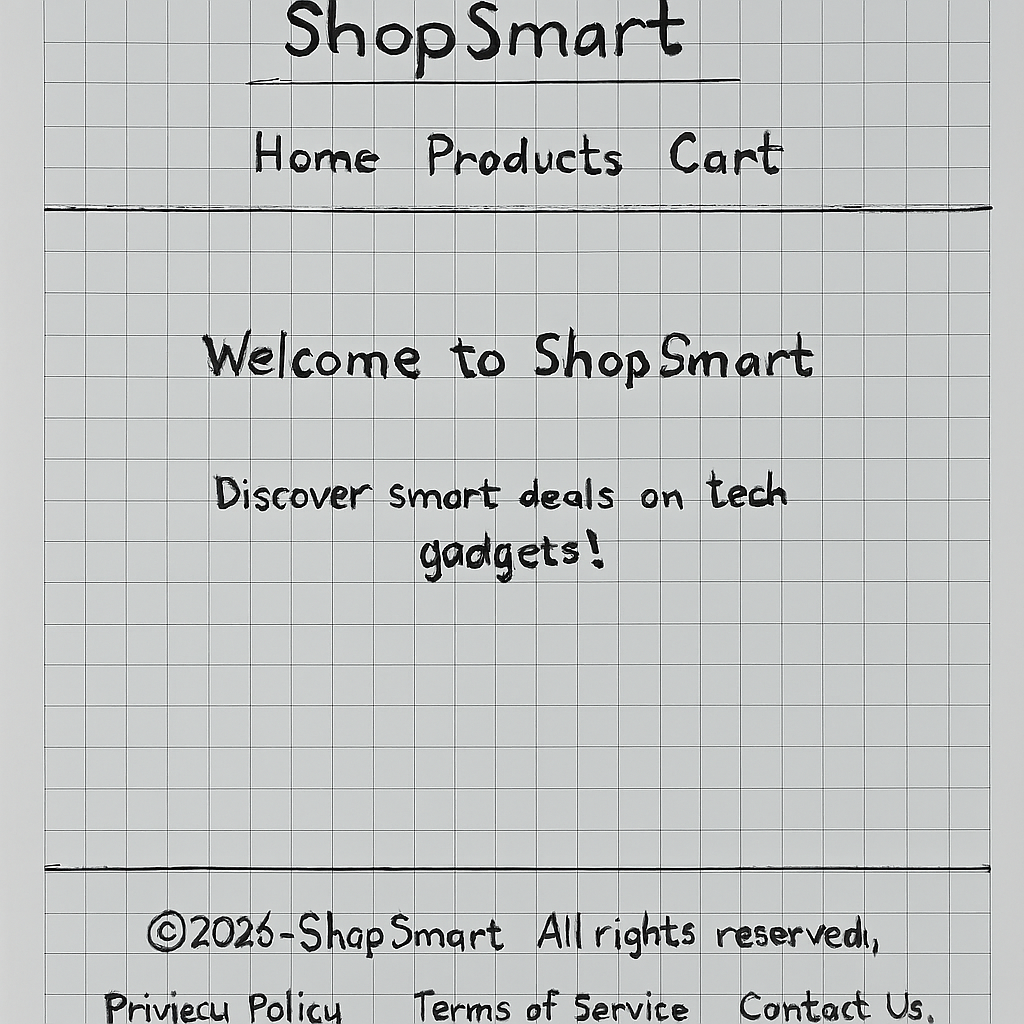 ShopSmart
Home Products Cart
Welcome to ShopSmart
Discover smart deals on tech
gadgets!
©2026-ShapSmart All rights reserved,
Priviecu Policy Terms of Service Contact Us.